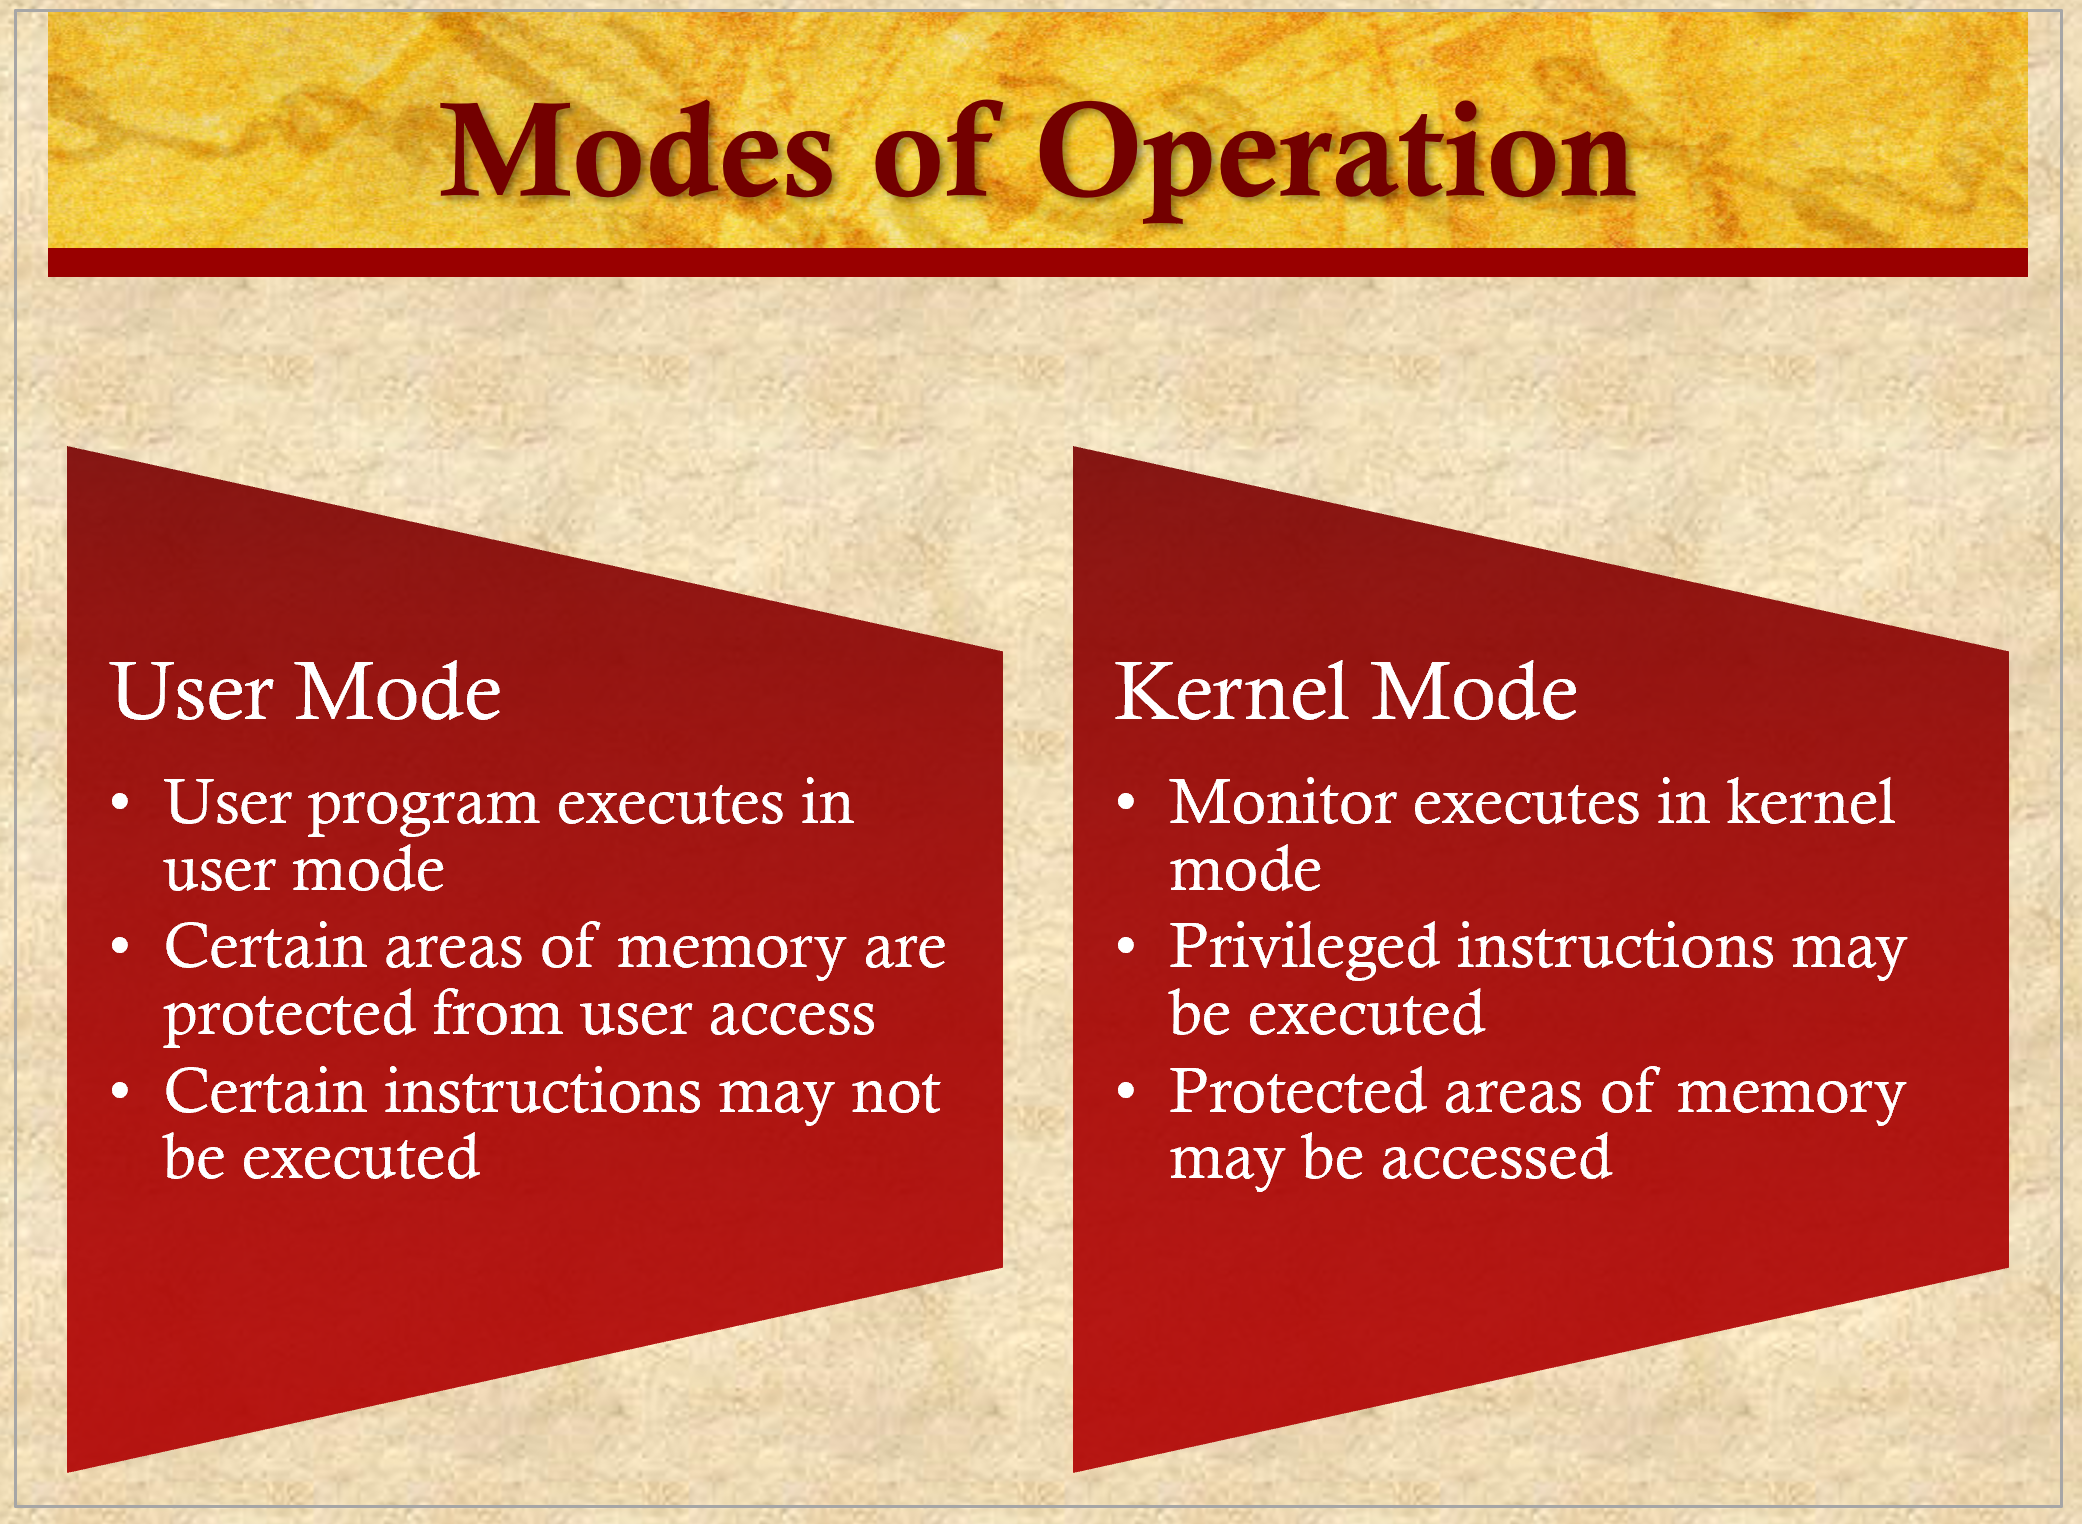 Modes of Operation
User Mode
• User program executes in
user mode
• Certain areas of memory are
protected from user access
• Certain instructions may not
be executed
Kernel Mode
• Monitor executes in kernel
mode
• Privileged instructions may
be executed
• Protected areas of memory
may be accessed